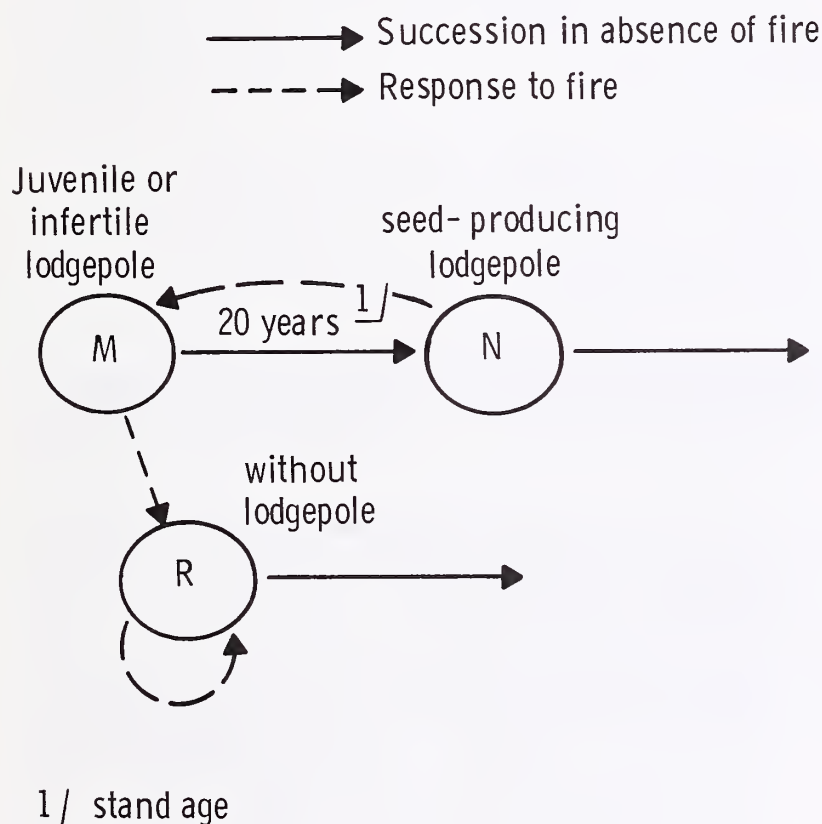 Succession in absence of fire
Response to fire
Juvenile or
infertile
lodgepole
seed-producing
lodgepole
20 years 1/
M
N
without
lodgepole
R
1/ stand age